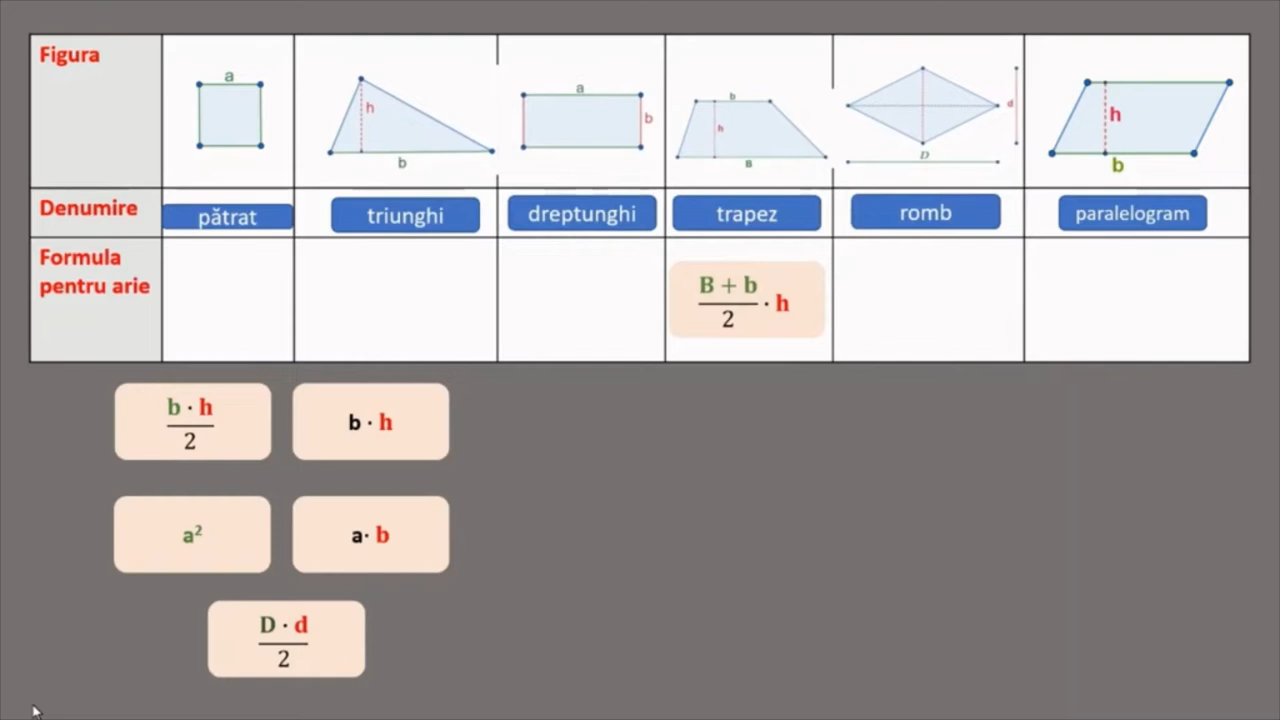 Figura
a
h
b
a
b
b
h
B
d
D
h
b
Denumire
pătrat
triunghi
dreptunghi
trapez
romb
paralelogram
Formula
pentru arie
B + b
2
· h
b · h
2
b · h
a²
a· b
D · d
2